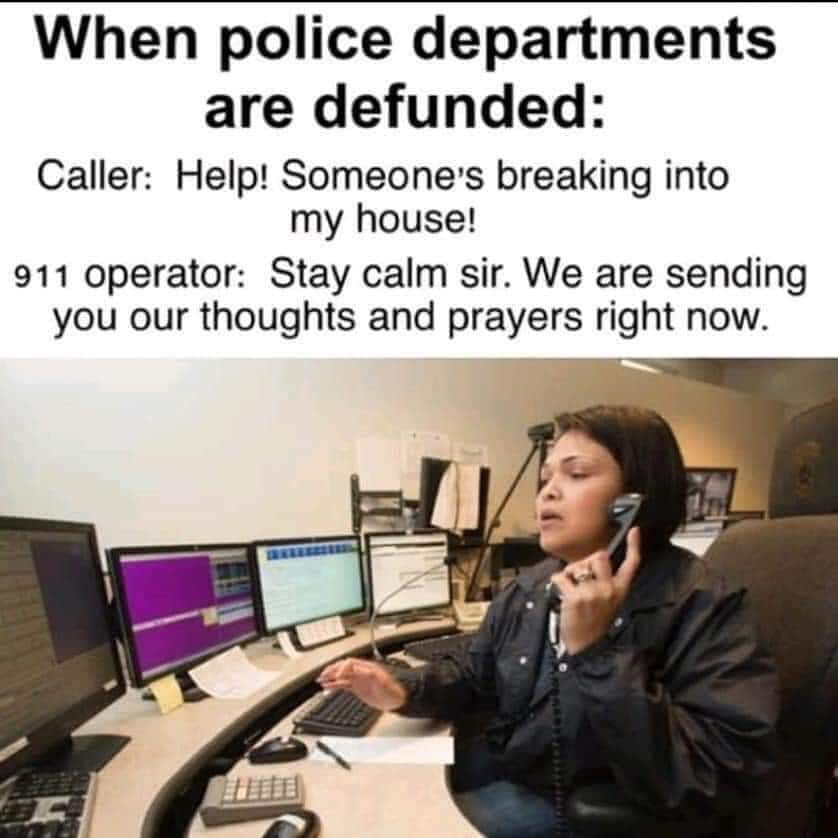 When police departments
are defunded:
Caller: Help! Someone's breaking into
my house!
911 operator: Stay calm sir. We are sending
you our thoughts and prayers right now.